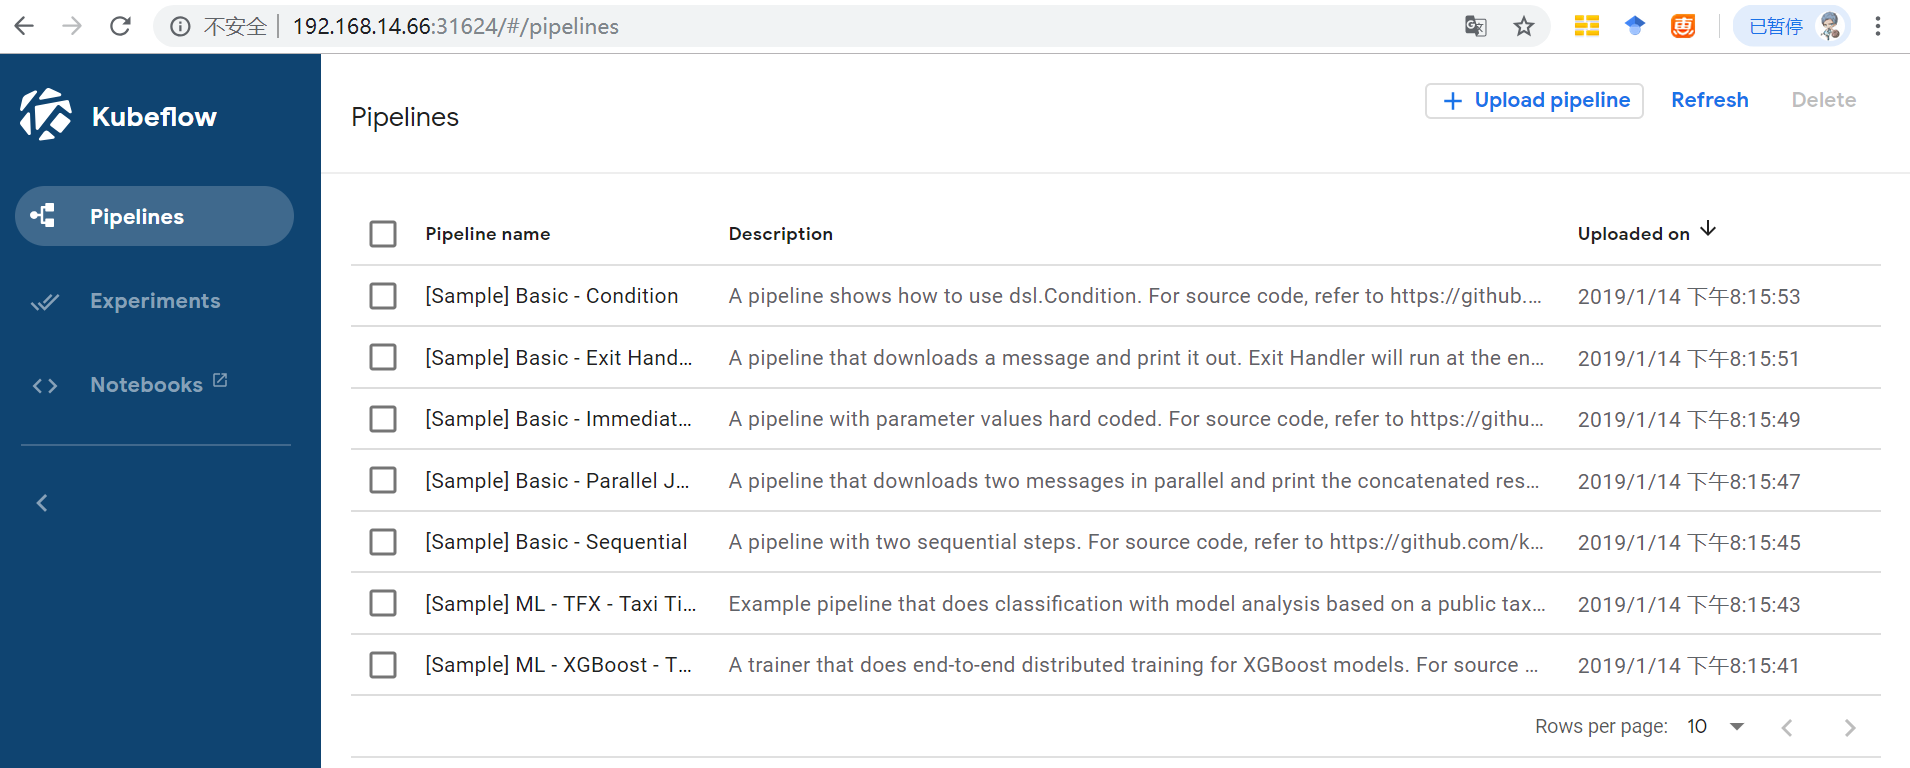 不安全 192.168.14.66:31624/#/pipelines 已暂停
Kubeflow
Pipelines
Experiments
Notebooks
Pipelines
+ Upload pipeline Refresh Delete
Pipeline name Description Uploaded on
[Sample] Basic - Condition A pipeline shows how to use dsl.Condition. For source code, refer to https://github.... 2019/1/14 下午8:15:53
[Sample] Basic - Exit Hand... A pipeline that downloads a message and print it out. Exit Handler will run at the en... 2019/1/14 下午8:15:51
[Sample] Basic - Immediat... A pipeline with parameter values hard coded. For source code, refer to https://githu... 2019/1/14 下午8:15:49
[Sample] Basic - Parallel J... A pipeline that downloads two messages in parallel and print the concatenated res... 2019/1/14 下午8:15:47
[Sample] Basic - Sequential A pipeline with two sequential steps. For source code, refer to https://github.com/k... 2019/1/14 下午8:15:45
[Sample] ML - TFX - Taxi Ti... Example pipeline that does classification with model analysis based on a public tax... 2019/1/14 下午8:15:43
[Sample] ML - XGBoost - T... A trainer that does end-to-end distributed training for XGBoost models. For source ... 2019/1/14 下午8:15:41
Rows per page: 10